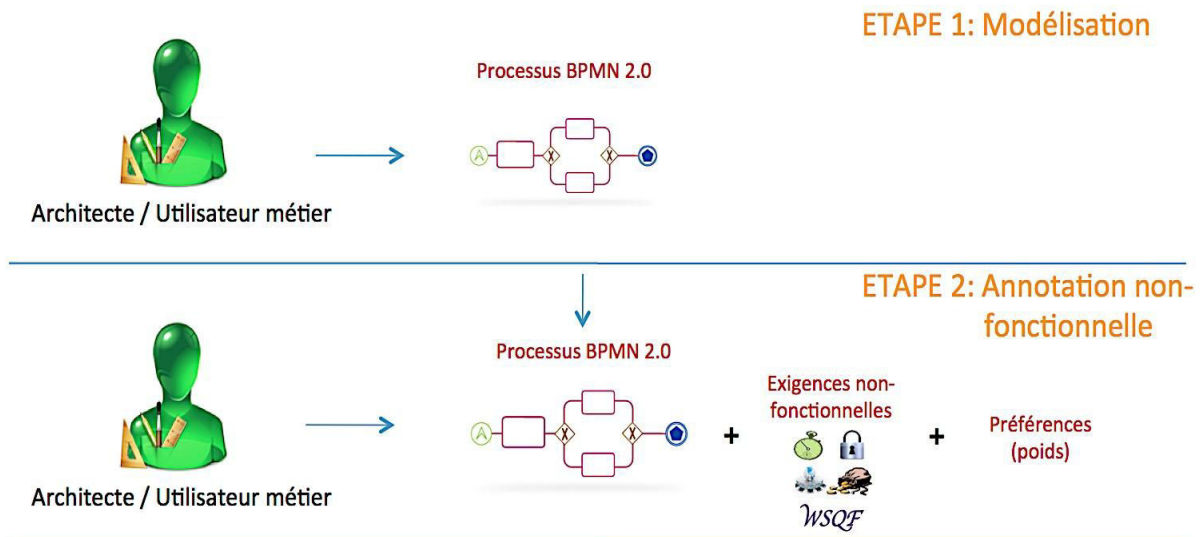 ETAPE 1: Modélisation
Processus BPMN 2.0
A
X
X
Architecte / Utilisateur métier
ETAPE 2: Annotation non-
fonctionnelle
Processus BPMN 2.0
Exigences non-
fonctionnelles
A
X
X
+
+
Préférences
(poids)
WSQF
Architecte / Utilisateur métier